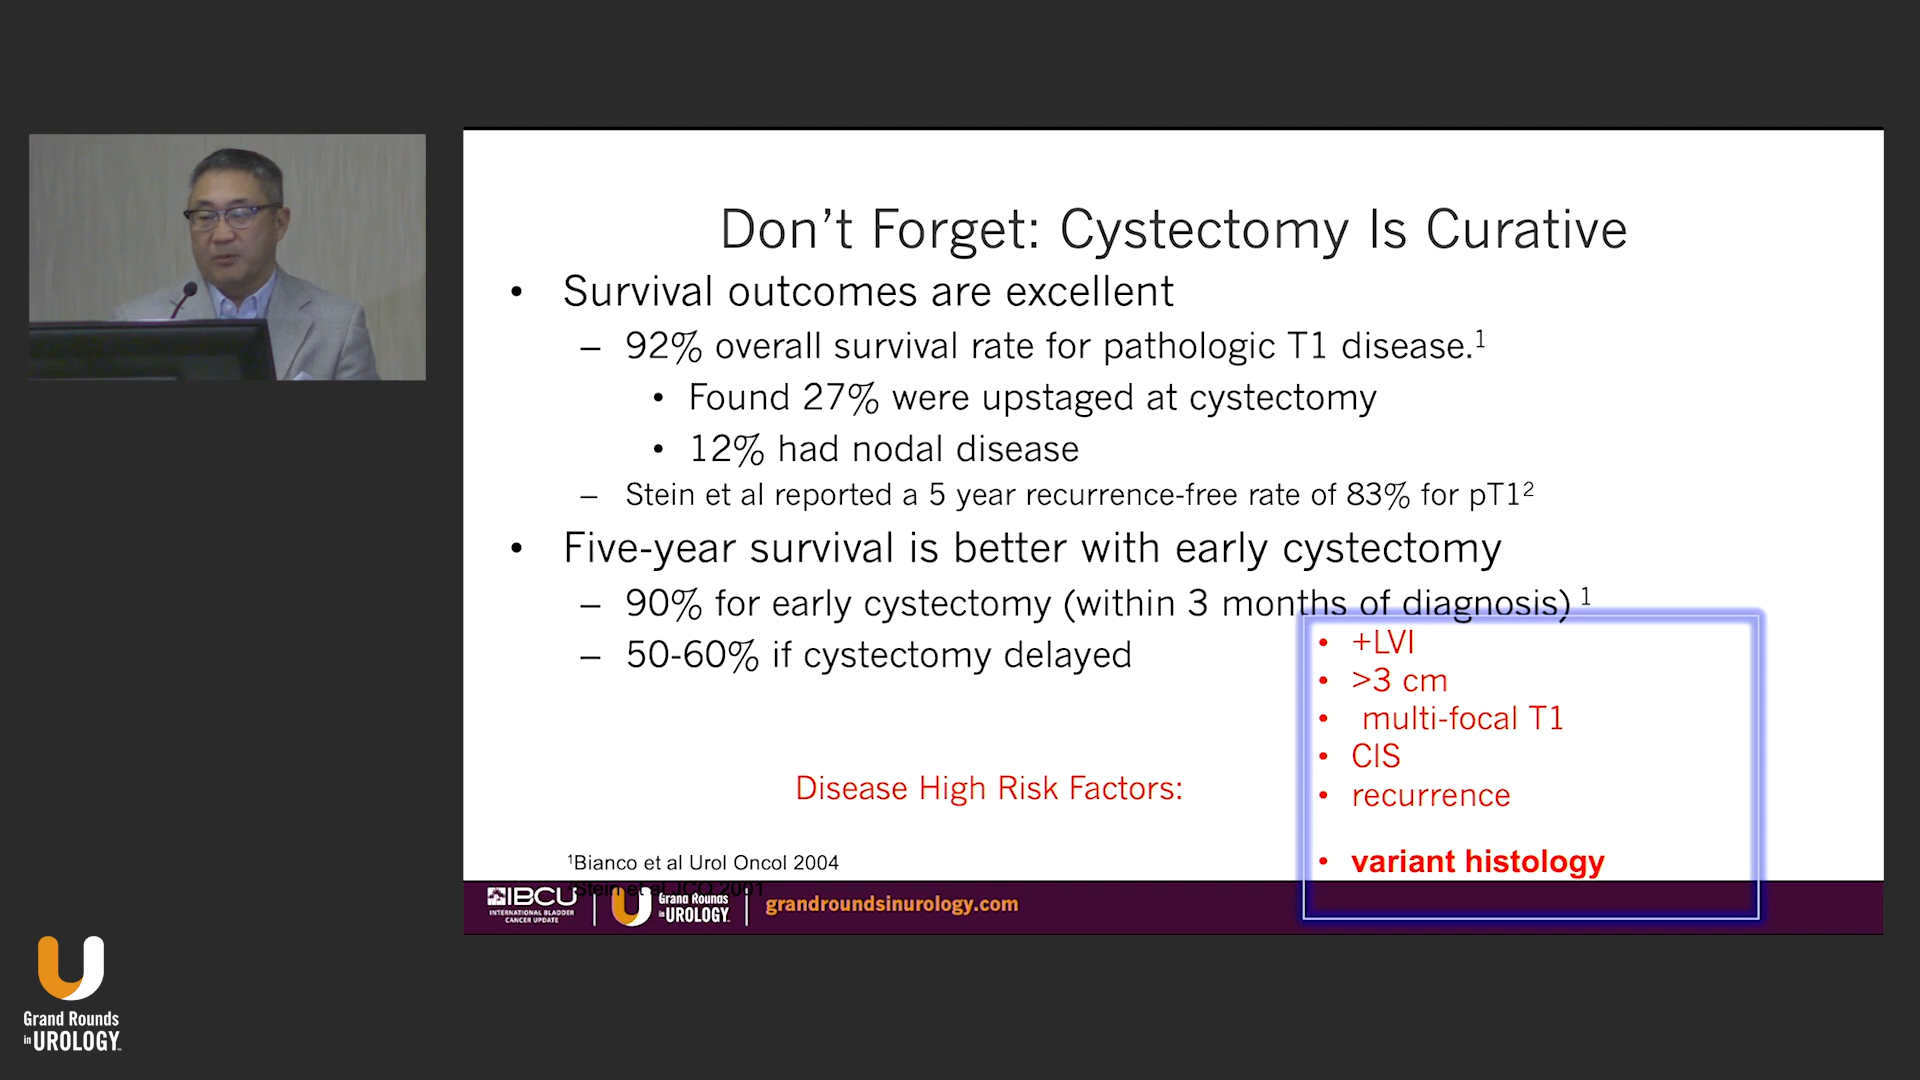 Don’t Forget: Cystectomy Is Curative
• Survival outcomes are excellent
– 92% overall survival rate for pathologic T1 disease.1
• Found 27% were upstaged at cystectomy
• 12% had nodal disease
– Stein et al reported a 5 year recurrence-free rate of 83% for pT12
• Five-year survival is better with early cystectomy
– 90% for early cystectomy (within 3 months of diagnosis) 1
– 50-60% if cystectomy delayed
Disease High Risk Factors:
• +LVI
• >3 cm
• multi-focal T1
• CIS
• recurrence
• variant histology
1Bianco et al Urol Oncol 2004
2Stein et al JCO 2001
IBCU
INTERNATIONAL BLADDER
CANCER UPDATE
Grand Rounds
in UROLOGY
grandroundsinurology.com
Grand Rounds
in UROLOGY